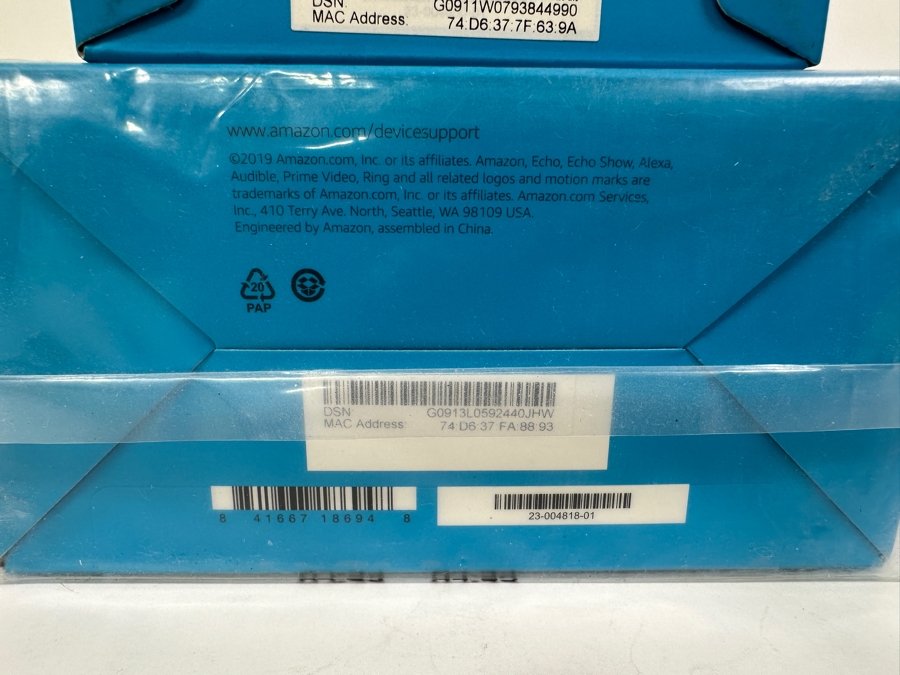 DSN: G0911W0793844990
MAC Address: 74:D6:37:7F:63:9A
www.amazon.com/devicesupport
©2019 Amazon.com, Inc. or its affiliates. Amazon, Echo, Echo Show, Alexa,
Audible, Prime Video, Ring and all related logos and motion marks are
trademarks of Amazon.com, Inc. or its affiliates. Amazon.com Services,
Inc., 410 Terry Ave. North, Seattle, WA 98109 USA.
Engineered by Amazon, assembled in China.
20
PAP
DSN: G0913L0592440JHW
MAC Address: 74:D6:37:FA:88:93
8 41667 18694 8
23-004818-01